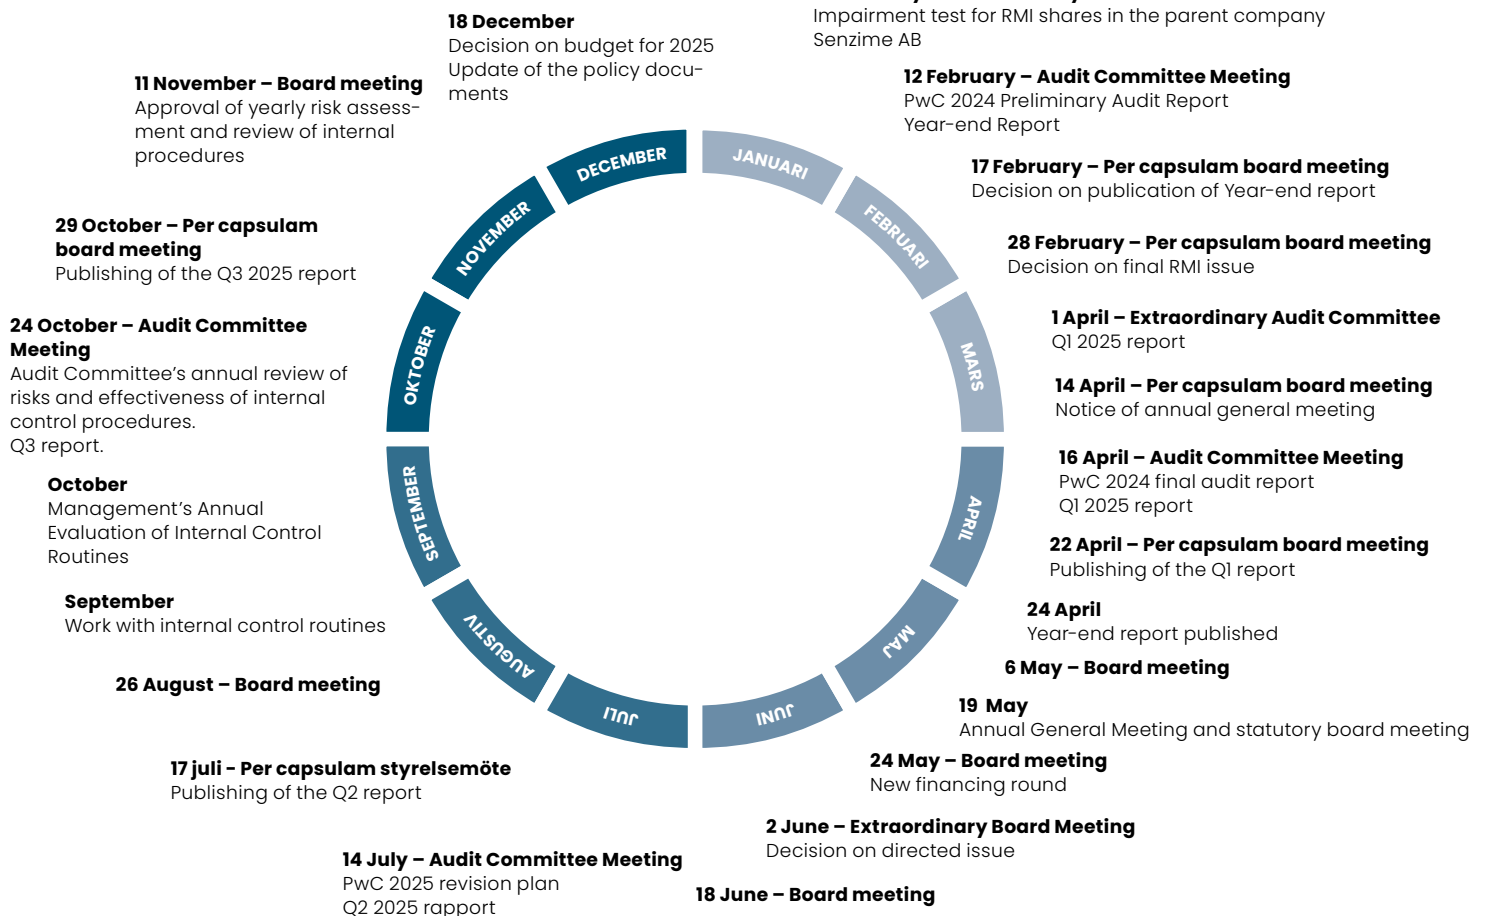 Impairment test for RMI shares in the parent company
Senzime AB
12 February – Audit Committee Meeting
PwC 2024 Preliminary Audit Report
Year-end Report
17 February – Per capsulam board meeting
Decision on publication of Year-end report
28 February – Per capsulam board meeting
Decision on final RMI issue
1 April – Extraordinary Audit Committee
Q1 2025 report
14 April – Per capsulam board meeting
Notice of annual general meeting
16 April – Audit Committee Meeting
PwC 2024 final audit report
Q1 2025 report
22 April – Per capsulam board meeting
Publishing of the Q1 report
24 April
Year-end report published
6 May – Board meeting
19 May
Annual General Meeting and statutory board meeting
24 May – Board meeting
New financing round
2 June – Extraordinary Board Meeting
Decision on directed issue
18 June – Board meeting
14 July – Audit Committee Meeting
PwC 2025 revision plan
Q2 2025 rapport
17 juli - Per capsulam styrelsemöte
Publishing of the Q2 report
26 August – Board meeting
September
Work with internal control routines
October
Management’s Annual
Evaluation of Internal Control
Routines
24 October – Audit Committee
Meeting
Audit Committee’s annual review of
risks and effectiveness of internal
control procedures.
Q3 report.
29 October – Per capsulam
board meeting
Publishing of the Q3 2025 report
11 November – Board meeting
Approval of yearly risk assess-
ment and review of internal
procedures
18 December
Decision on budget for 2025
Update of the policy docu-
ments
JANUARI
FEBRUARI
MARS
APRIL
MAJ
JUNI
JULI
AUGUSTIV
SEPTEMBER
OKTOBER
NOVEMBER
DECEMBER